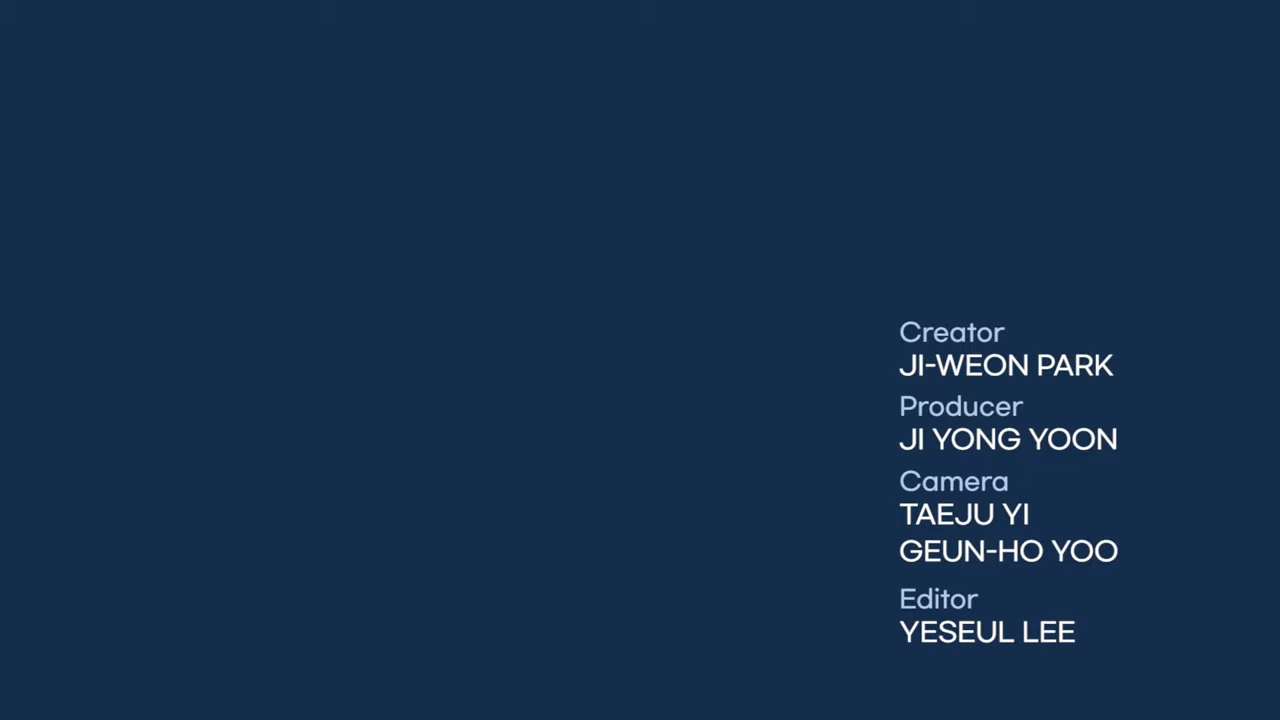 Creator
JI-WEON PARK
Producer
JI YONG YOON
Camera
TAEJU YI
GEUN-HO YOO
Editor
YESEUL LEE